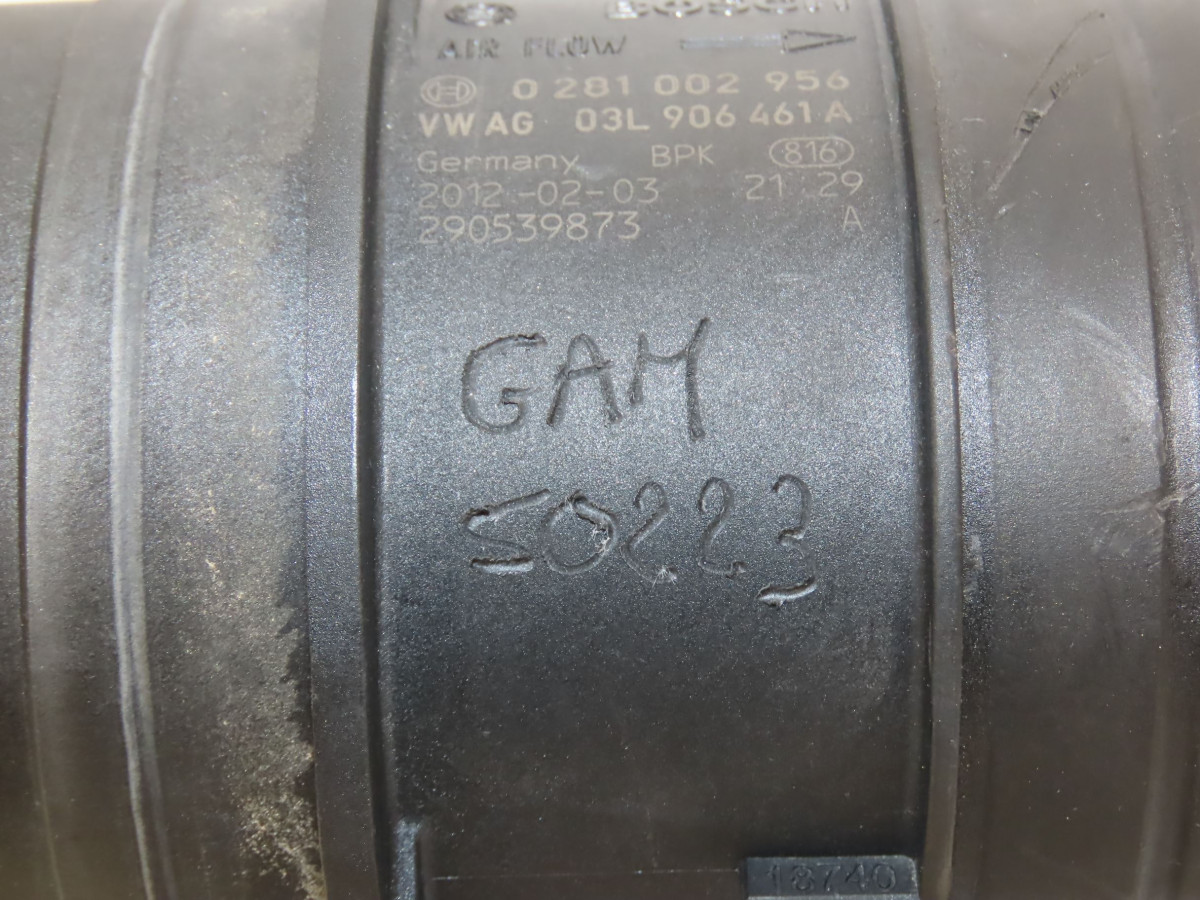 BOSCH
AIR FLOW
0 281 002 956
VW AG 03L 906 461 A
Germany BPK 816
2012-02-03 21 29
290539873 A
GAM
50223
18740